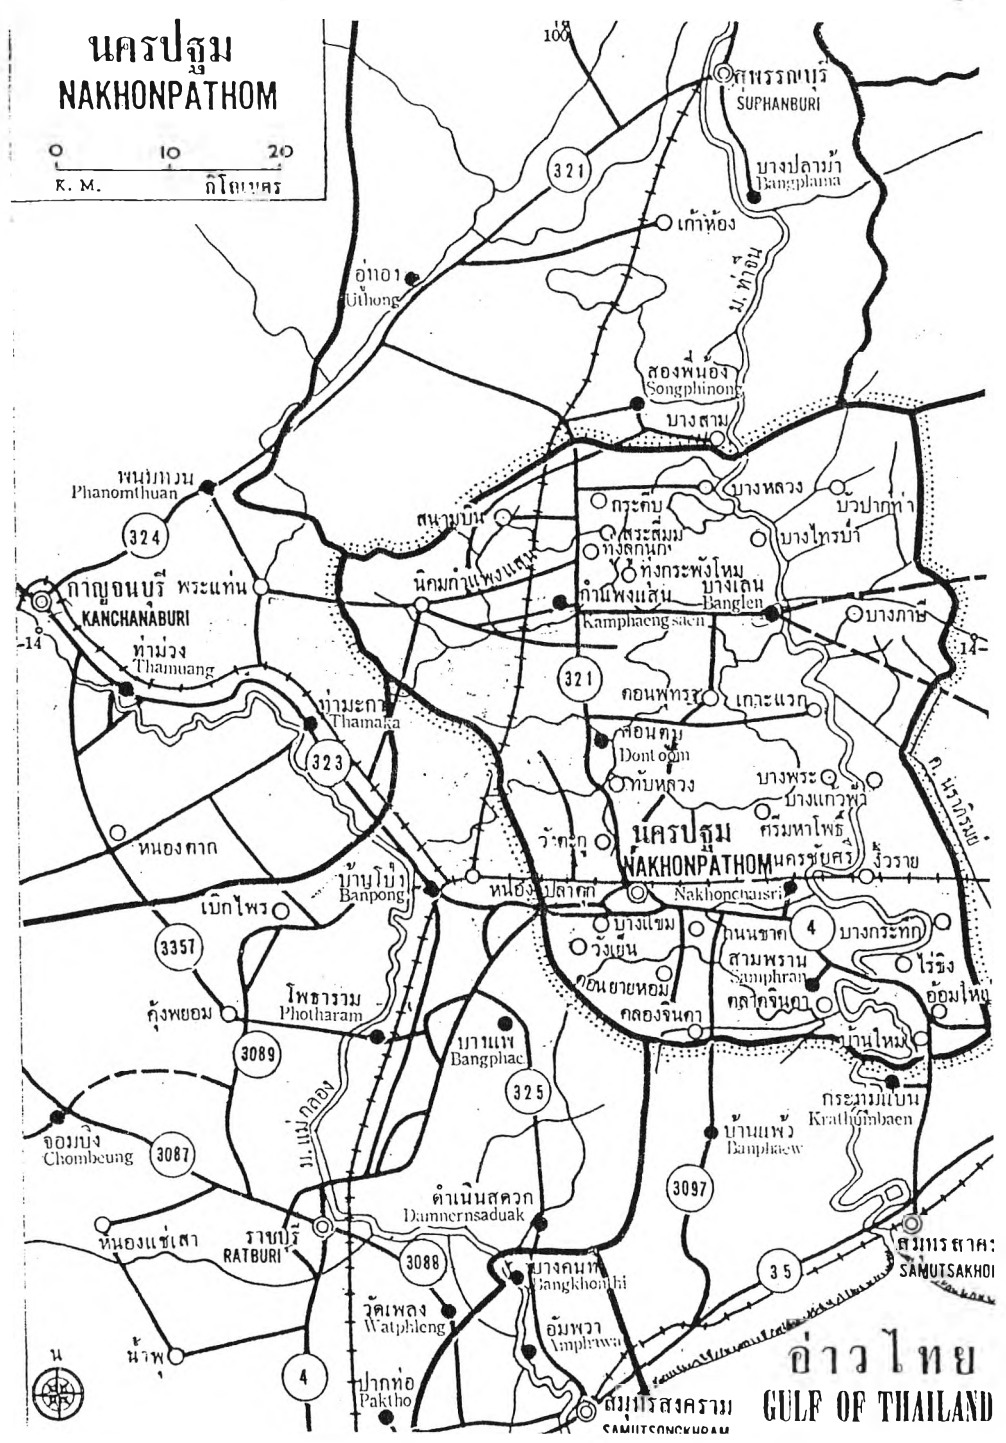 นครปฐม
NAKHONPATHOM
0 10 20
K. M. กิโลเมตร
100
สุพรรณบุรี
SUPHANBURI
321
บางปลาม้า
Bangplama
เก้าห้อง
อู่ทอง
Uthong
ม. ท่าจีน
สองพี่น้อง
Songphinong
บางสาม
พนมทวน
Phanomthuan
บางหลวง
กระตีบ
บัวปากท่า
สนามบิน
324
สระสี่มุม
บางไทรป่า
ทุ่งลูกนก
นิคมกำแพงแสน
ทุ่งกระพังโหม
กาญจนบุรี
KANCHANABURI
พระแท่น
กำแพงแสน
Kamphaengsaen
บางเลน
Banglen
บางภาษี
14°
ท่าม่วง
Thamuang
14
321
ดอนพุทรา
เกาะแรก
ท่ามะกา
Thamaka
ดอนตูม
Dontoom
323
ทับหลวง
บางพระ
บางแก้วฟ้า
ค. นราภิรมย์
ศรีมหาโพธิ์
หนองตาก
วังตะกู
นครปฐม
NAKHONPATHOM
นครชัยศรี
งิ้วราย
บ้านโป่ง
Banpong
หนองปลาดุก
Nakhonchaisri
เบิกไพร
บางแขม
ถนนขาด
4
บางกระทึก
3357
วังเย็น
สามพราน
Samphran
ไร่ขิง
ดอนยายหอม
โพธาราม
Photharam
ตลาดจินดา
อ้อมใหญ่
คุ้งพยอม
คลองจินดา
3089
บางแพ
Bangphae
บ้านใหม่
325
กระทุ่มแบน
Krathumbaen
ม. แม่กลอง
จอมบึง
Chombeung
3087
บ้านแพ้ว
Banphaew
3097
ดำเนินสดวก
Damnernsaduak
หนองแช่เสา
ราชบุรี
RATBURI
สมุทรสาคร
SAMUTSAKHO
3088
35
บางคนที
Bangkhonthi
วัดเพลง
Watphleng
อัมพวา
Amphawa
น้ำพุ
น
4
ปากท่อ
Paktho
อ่าวไทย
GULF OF THAILAND
สมุทรสงคราม
SAMUTSONGKHRAM